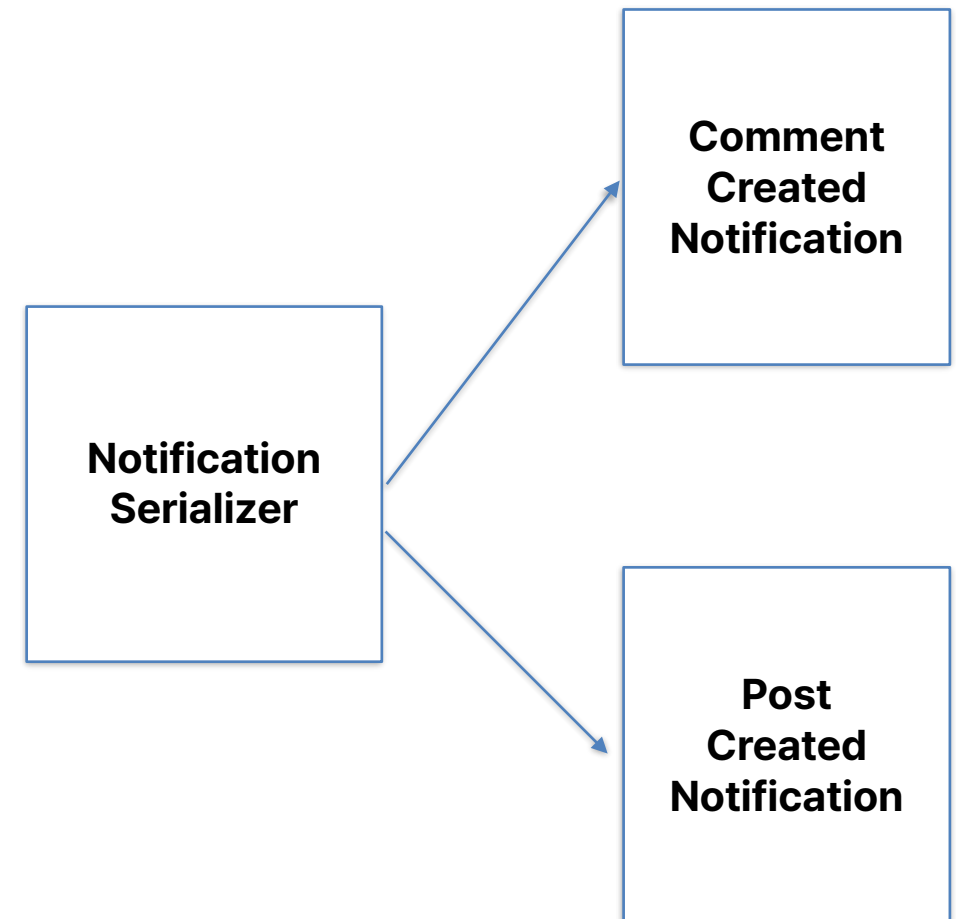 Comment
Created
Notification
Notification
Serializer
Post
Created
Notification